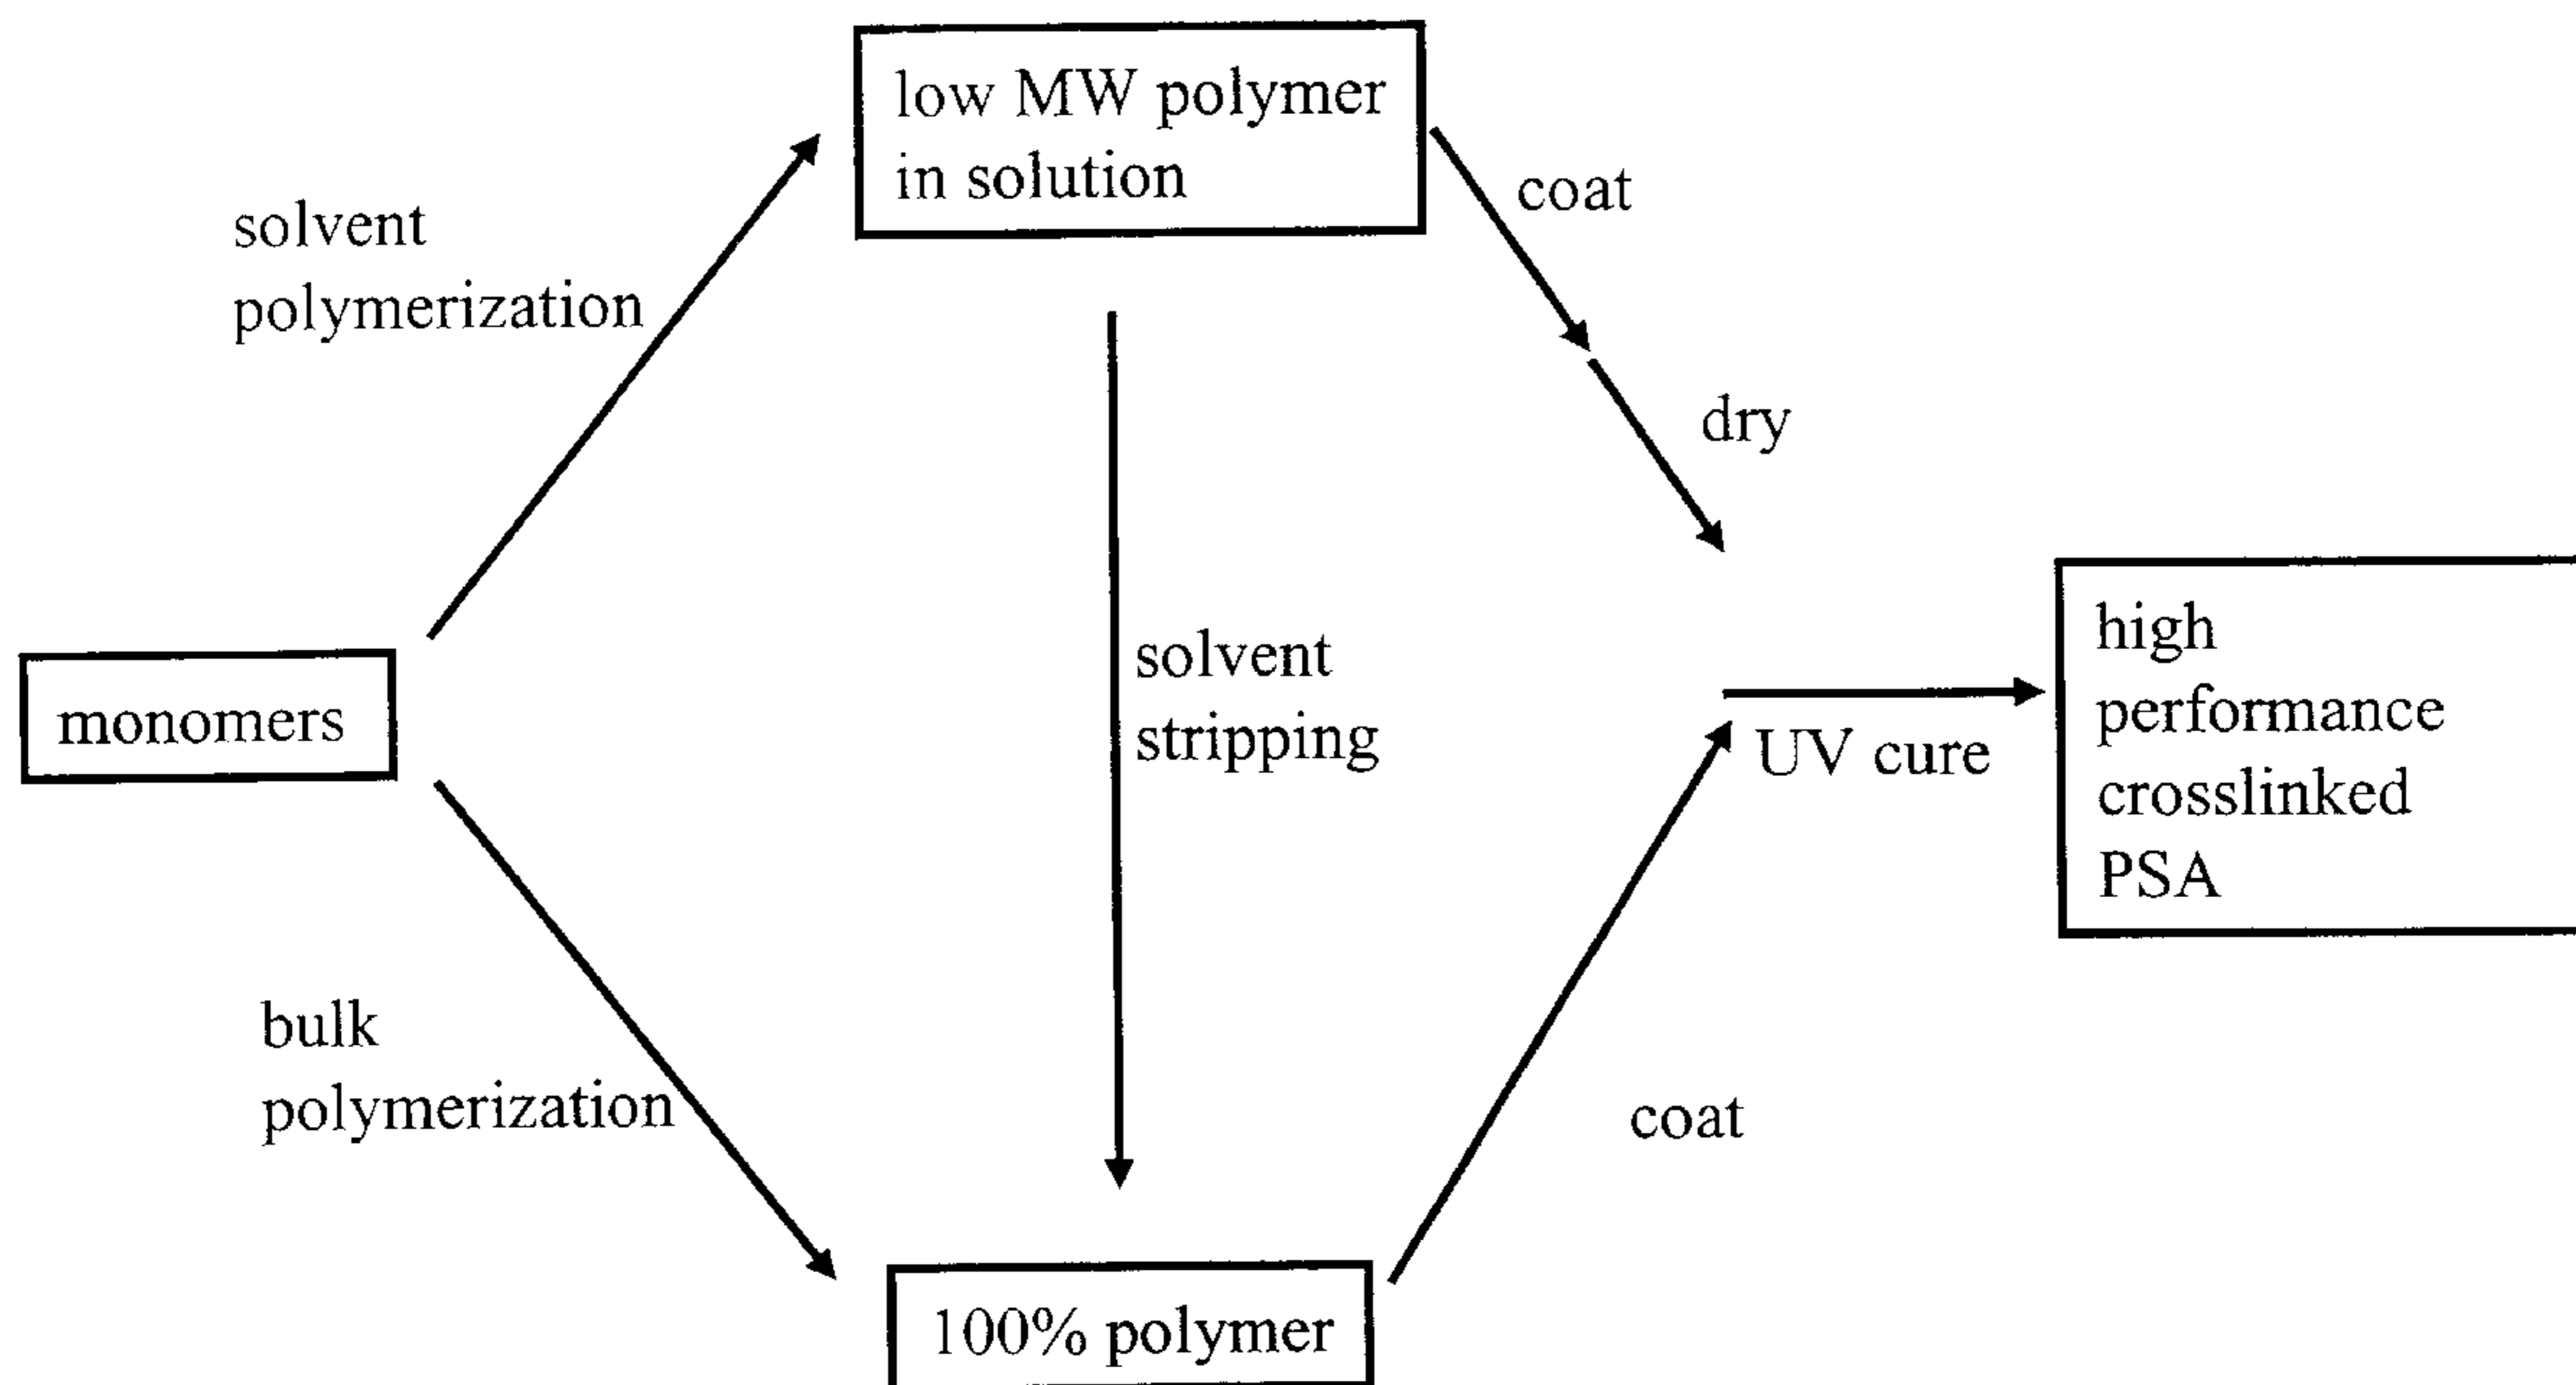 low MW polymer
in solution
solvent
polymerization
coat
dry
monomers
solvent
stripping
UV cure
high
performance
crosslinked
PSA
bulk
polymerization
coat
100% polymer